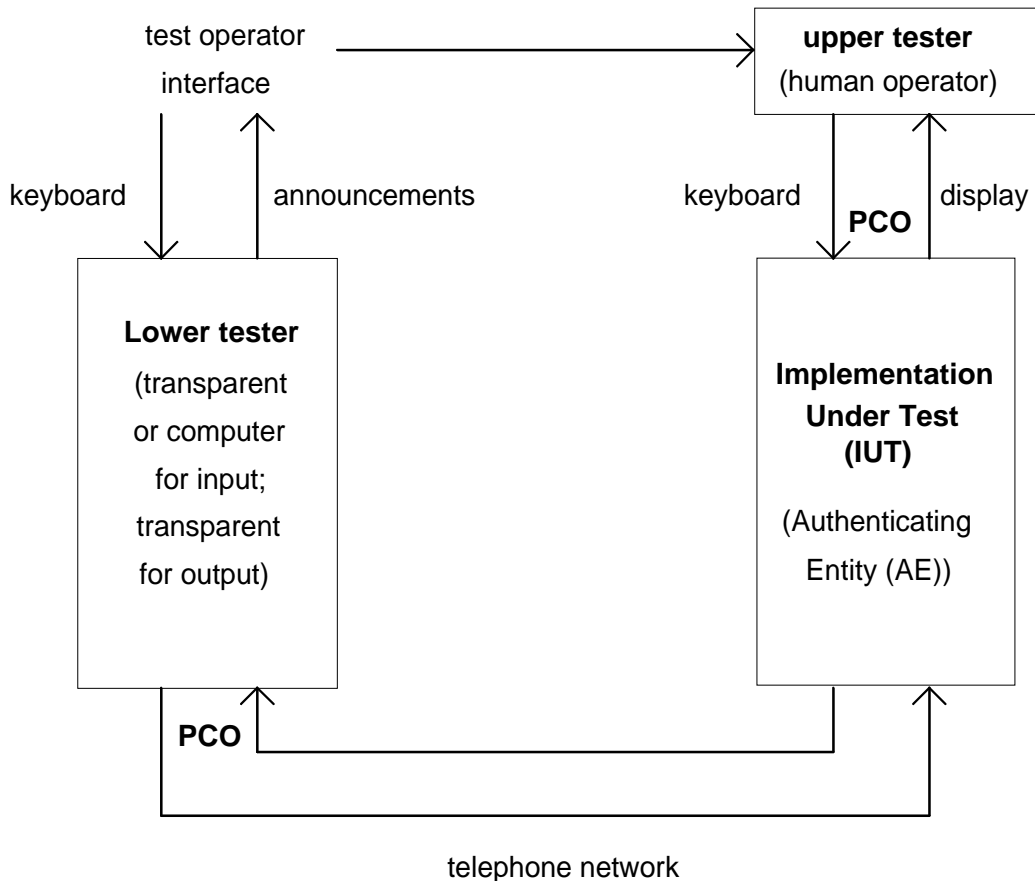 test operator
interface
upper tester
(human operator)
keyboard
announcements
keyboard
PCO
display
Lower tester
(transparent
or computer
for input;
transparent
for output)
Implementation
Under Test
(IUT)
(Authenticating
Entity (AE))
PCO
telephone network